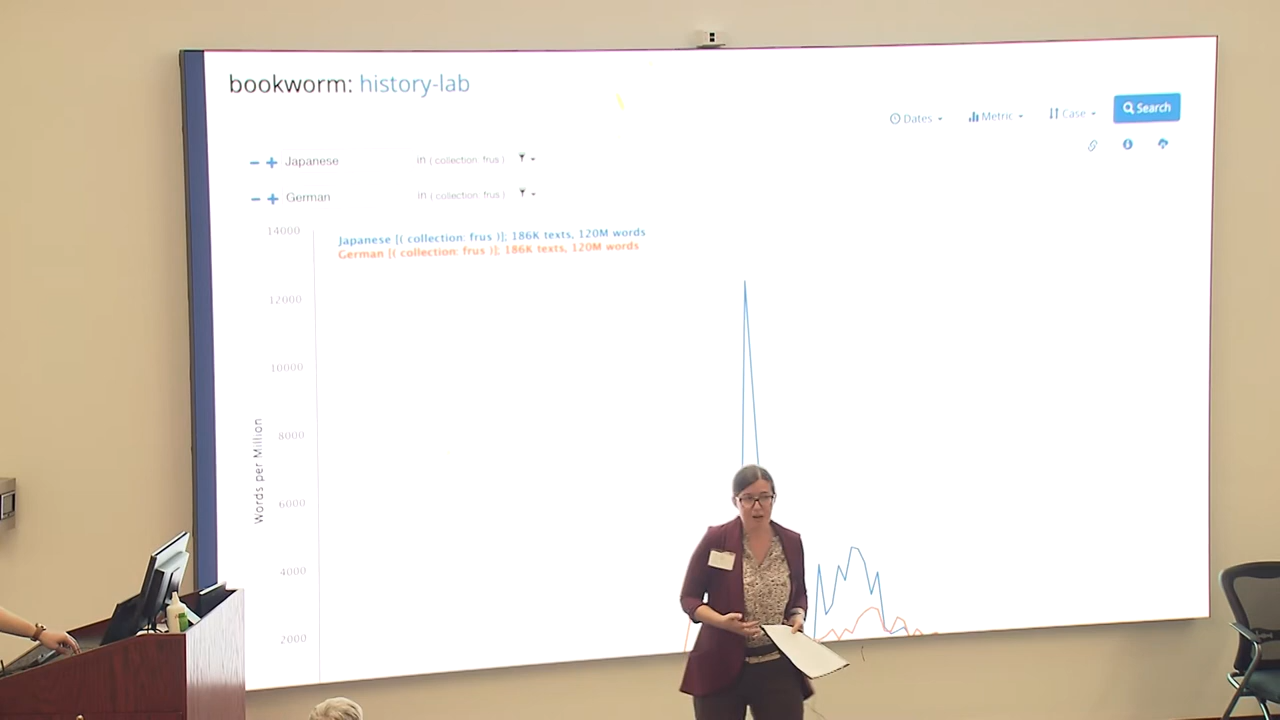 bookworm: history-lab
Dates
Metric
Case
Search
Japanese
in ( collection: frus )
German
in ( collection: frus )
14000
Japanese [( collection: frus )]; 186K texts, 120M words
German [( collection: frus )]; 186K texts, 120M words
12000
10000
8000
6000
4000
2000
Words per Million